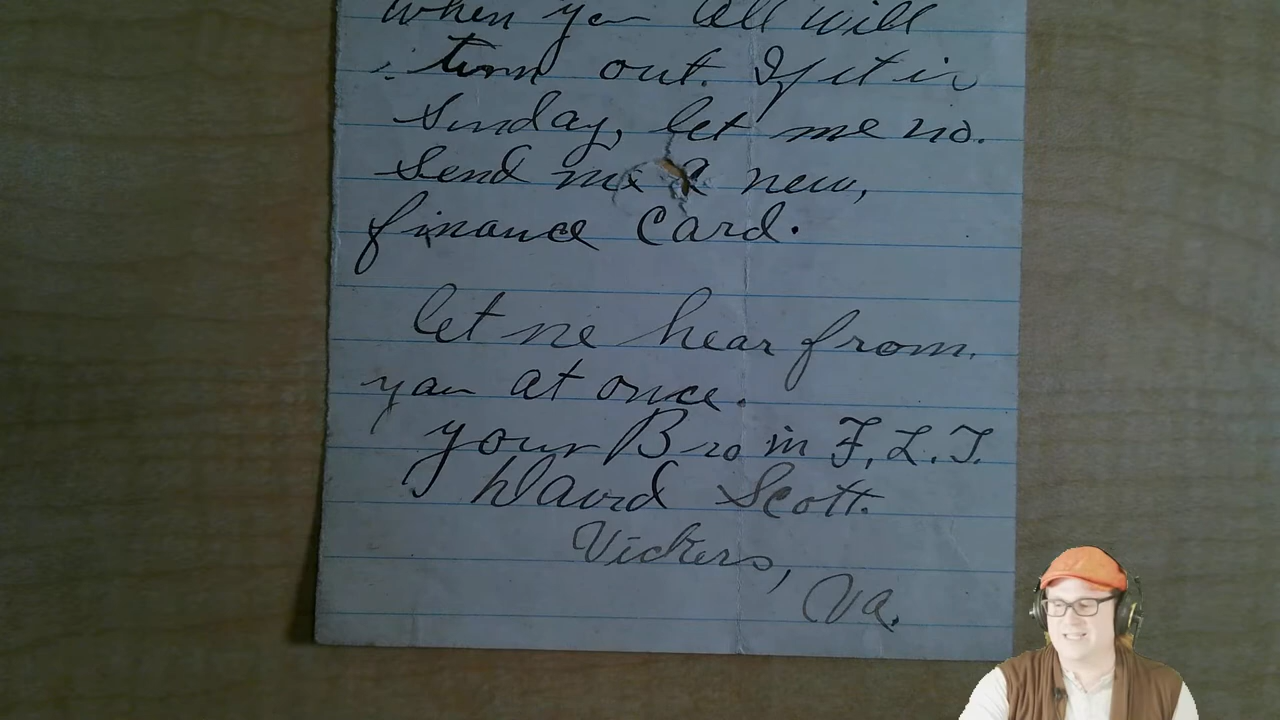 When you all will
turn out. If it is
Sunday, let me no.
Send me a new,
finance Card.
let me hear from.
you at once.
your Bro in F.L.T.
David Scott.
Vickers,
Va.